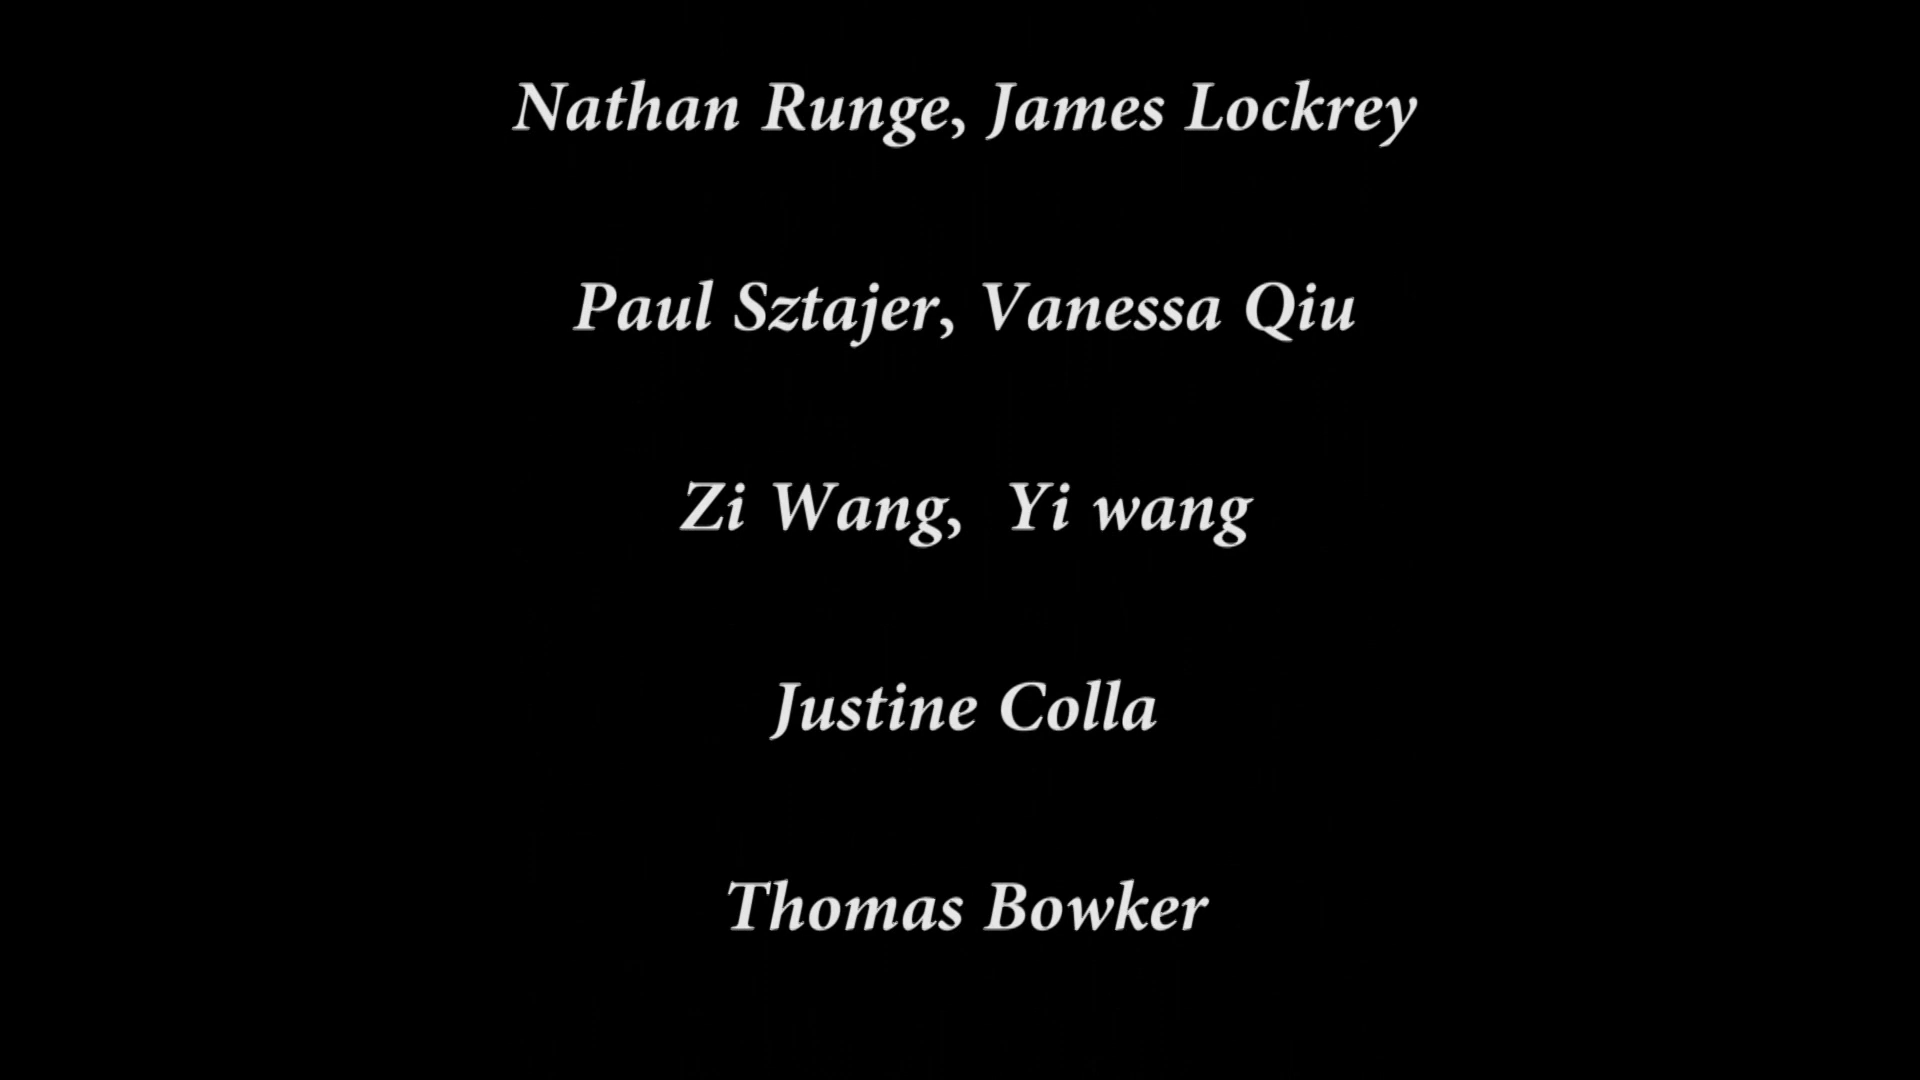 Nathan Runge, James Lockrey
Paul Sztajer, Vanessa Qiu
Zi Wang,  Yi wang
Justine Colla
Thomas Bowker